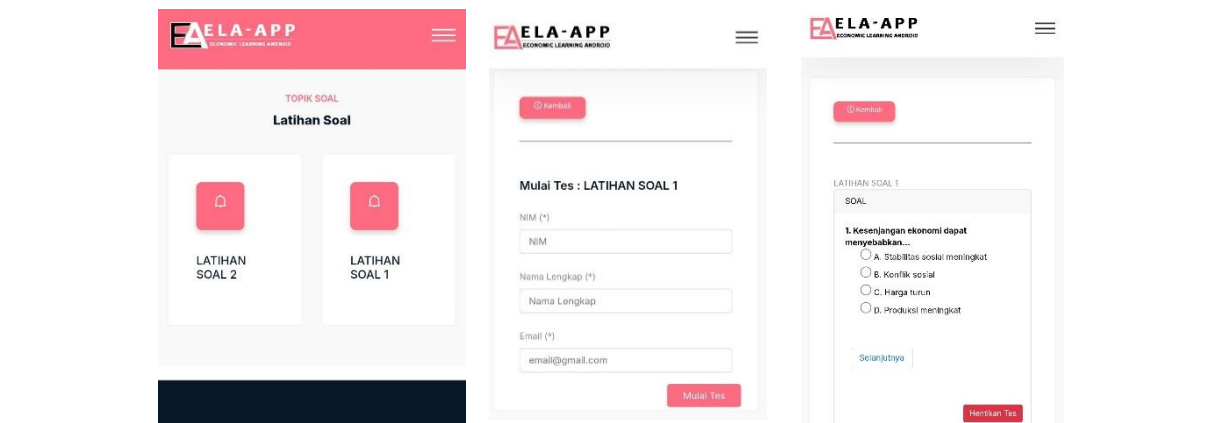 ELA-APP
ECONOMIC LEARNING ANDROID
TOPIK SOAL
Latihan Soal
LATIHAN
SOAL 2
LATIHAN
SOAL 1
ELA-APP
ECONOMIC LEARNING ANDROID
Kembali
Mulai Tes : LATIHAN SOAL 1
NIM (*)
NIM
Nama Lengkap (*)
Nama Lengkap
Email (*)
email@gmail.com
Mulai Tes
ELA-APP
ECONOMIC LEARNING ANDROID
Kembali
LATIHAN SOAL 1
SOAL
1. Kesenjangan ekonomi dapat
menyebabkan...
A. Stabilitas sosial meningkat
B. Konflik sosial
C. Harga turun
D. Produksi meningkat
Selanjutnya
Hentikan Tes